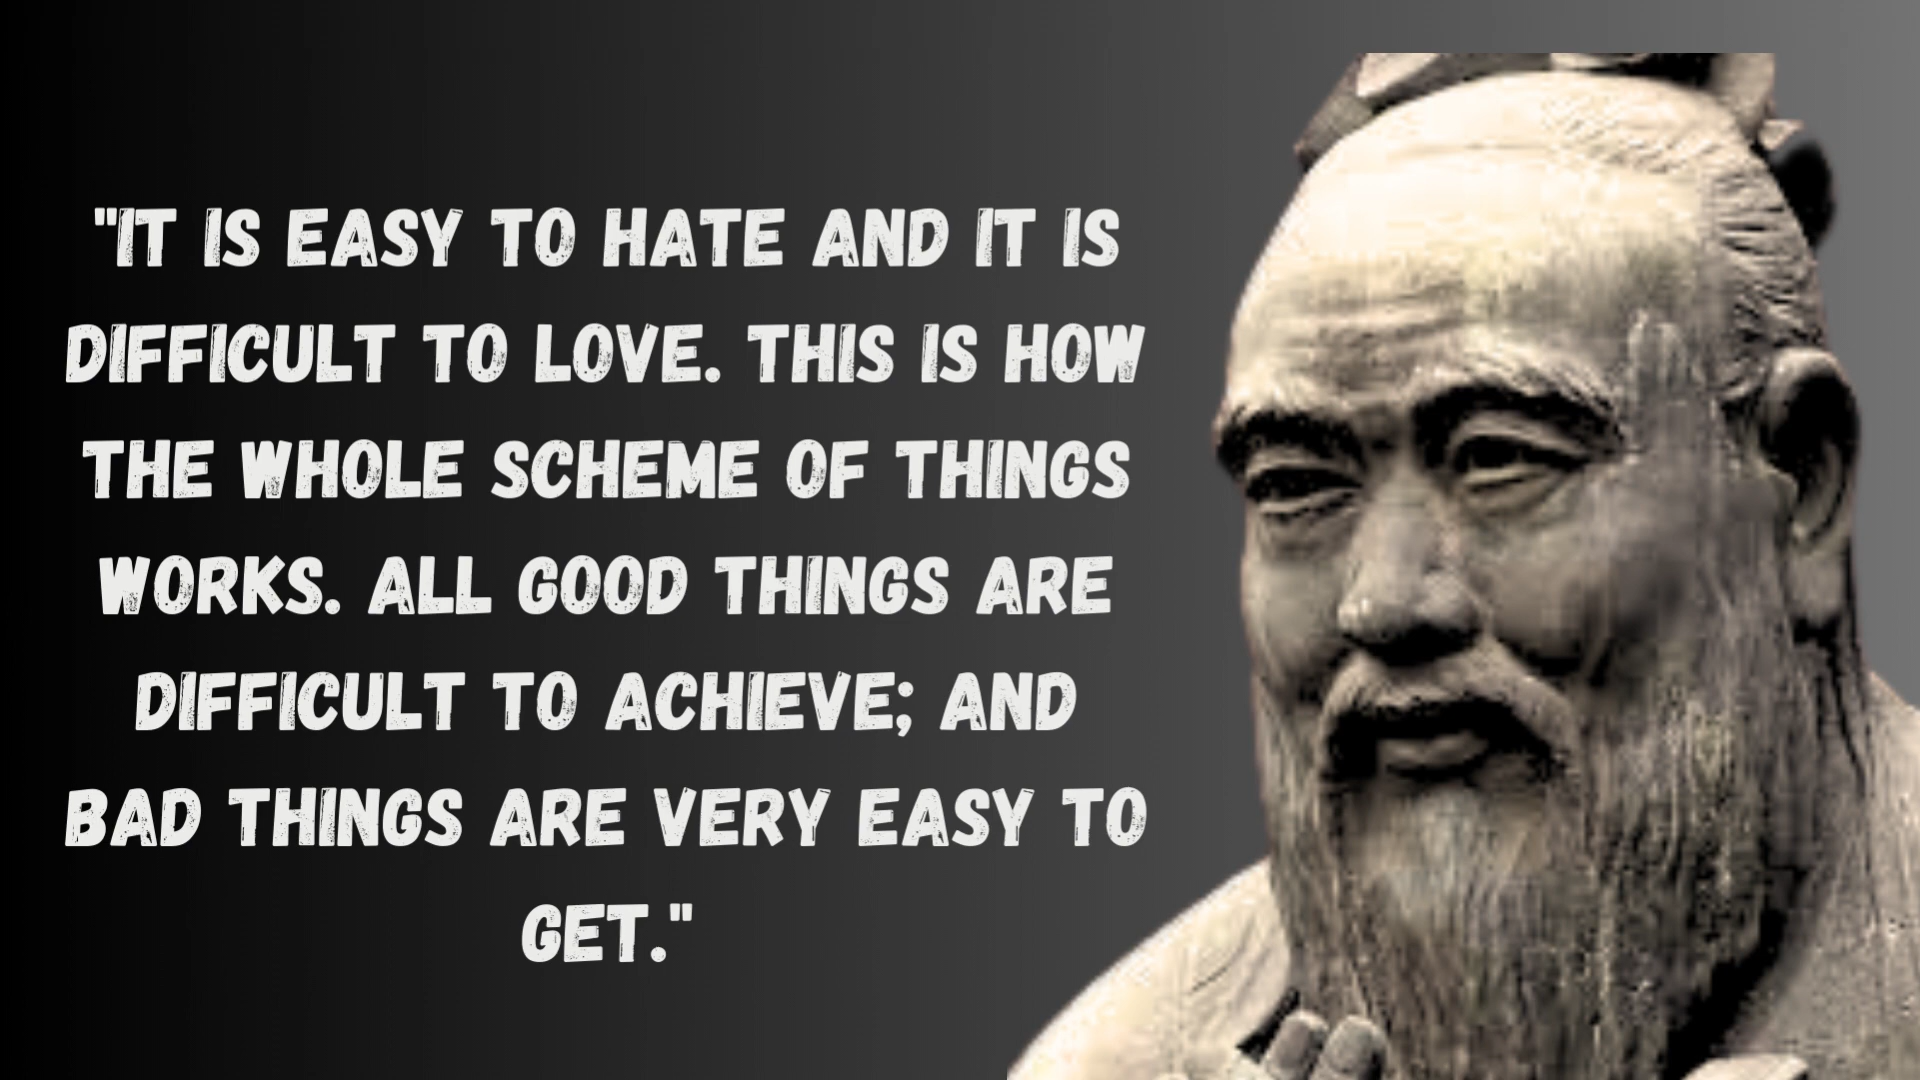 "IT IS EASY TO HATE AND IT IS
DIFFICULT TO LOVE. THIS IS HOW
THE WHOLE SCHEME OF THINGS
WORKS. ALL GOOD THINGS ARE
DIFFICULT TO ACHIEVE; AND
BAD THINGS ARE VERY EASY TO
GET."